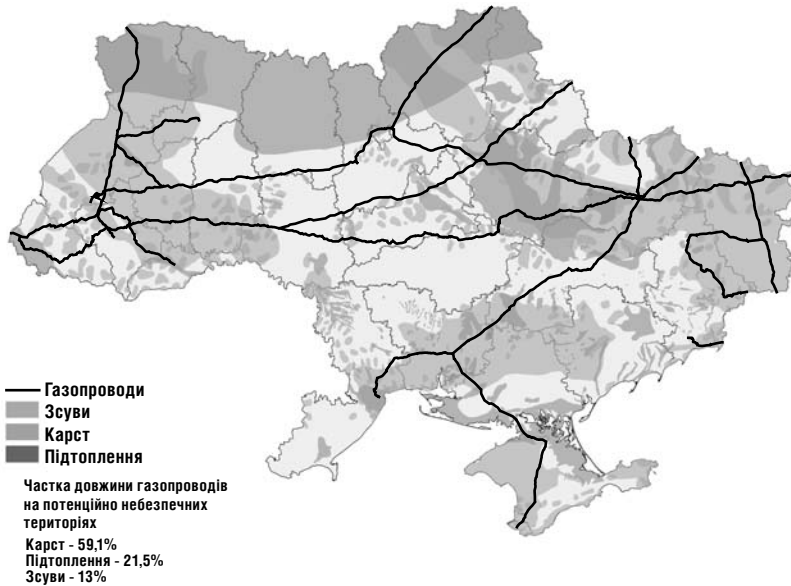 Газопроводи
Зсуви
Карст
Підтоплення
Частка довжини газопроводів
на потенційно небезпечних
територіях
Карст - 59,1%
Підтоплення - 21,5%
Зсуви - 13%